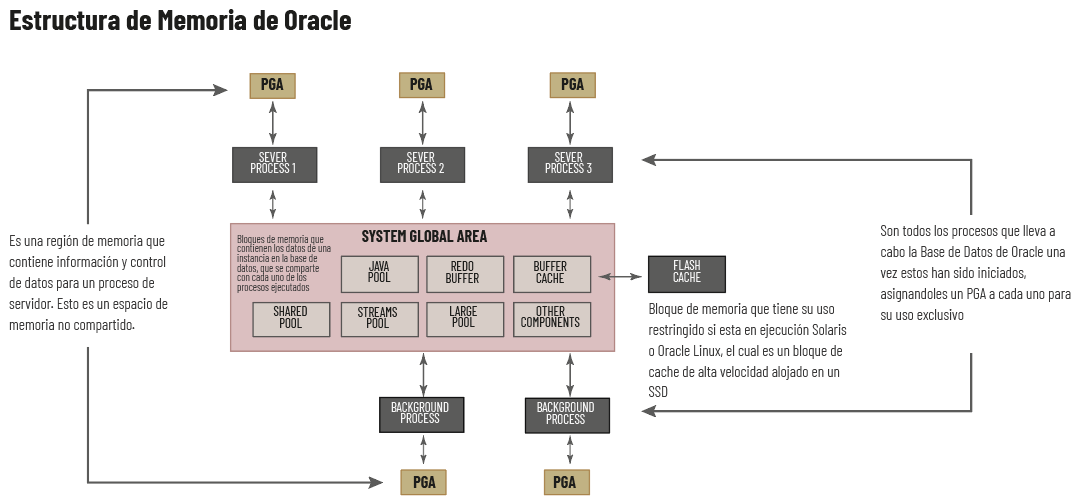 Estructura de Memoria de Oracle
PGA
PGA
PGA
SEVER
PROCESS 1
SEVER
PROCESS 2
SEVER
PROCESS 3
Es una región de memoria que
contiene información y control
de datos para un proceso de
servidor. Esto es un espacio de
memoria no compartido.
SYSTEM GLOBAL AREA
Bloques de memoria que
contienen los datos de una
instancia en la base de
datos, que se comparte
con cada uno de los
procesos ejecutados
JAVA
POOL
REDO
BUFFER
BUFFER
CACHE
SHARED
POOL
STREAMS
POOL
LARGE
POOL
OTHER
COMPONENTS
FLASH
CACHE
Bloque de memoria que tiene su uso
restringido si esta en ejecución Solaris
o Oracle Linux, el cual es un bloque de
cache de alta velocidad alojado en un
SSD
Son todos los procesos que lleva a
cabo la Base de Datos de Oracle una
vez estos han sido iniciados,
asignandoles un PGA a cada uno para
su uso exclusivo
BACKGROUND
PROCESS
BACKGROUND
PROCESS
PGA
PGA